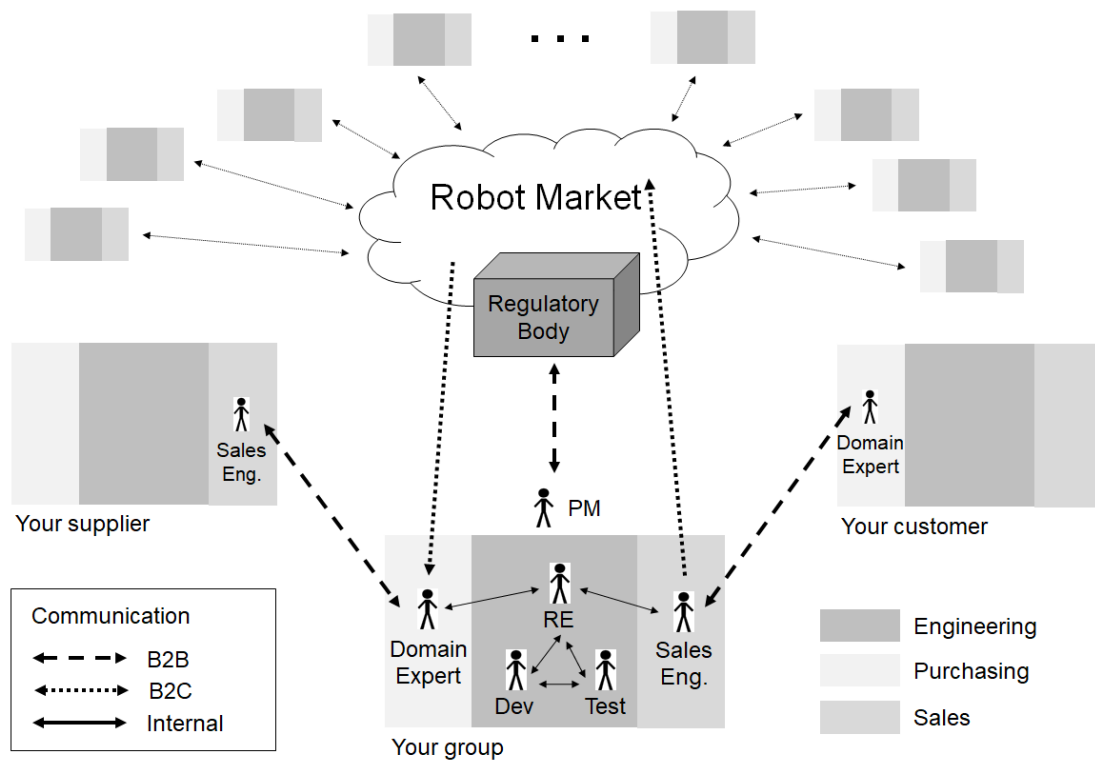 . . .
Robot Market
Regulatory
Body
Sales
Eng.
Your supplier
Domain
Expert
Your customer
PM
RE
Domain
Expert
Dev
Test
Sales
Eng.
Your group
Communication
B2B
B2C
Internal
Engineering
Purchasing
Sales